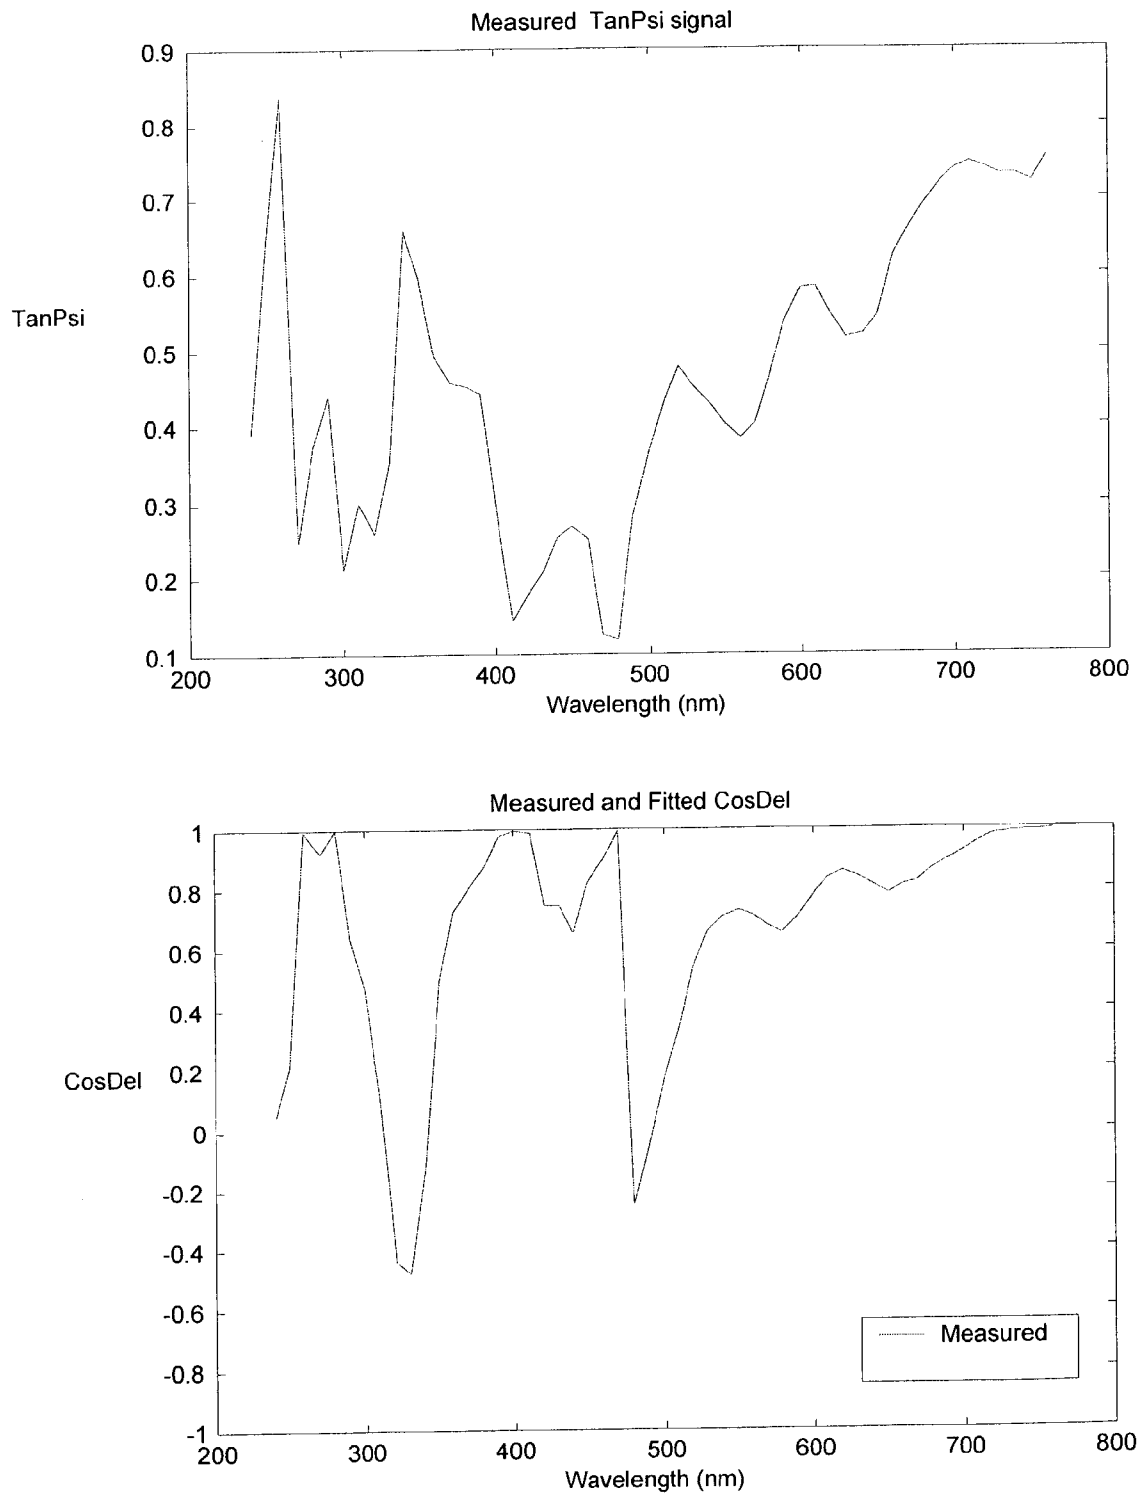 Measured TanPsi signal
0.9
0.8
0.7
0.6
TanPsi
0.5
0.4
0.3
0.2
0.1
200 300 400 500 600 700 800
Wavelength (nm)
Measured and Fitted CosDel
1
0.8
0.6
0.4
CosDel 0.2
0
-0.2
-0.4
-0.6
Measured
-0.8
-1
200 300 400 500 600 700 800
Wavelength (nm)